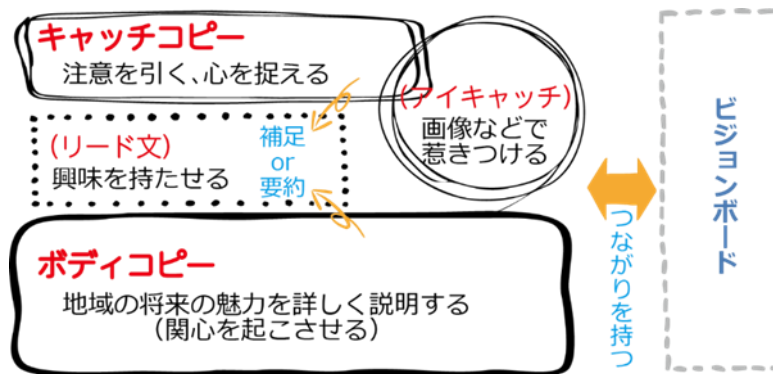 キャッチコピー
注意を引く、心を捉える
(アイキャッチ)
画像などで
惹きつける
(リード文)
興味を持たせる
補足
or
要約
ボディコピー
地域の将来の魅力を詳しく説明する
（関心を起こさせる）
つながりを持つ
ビジョンボード